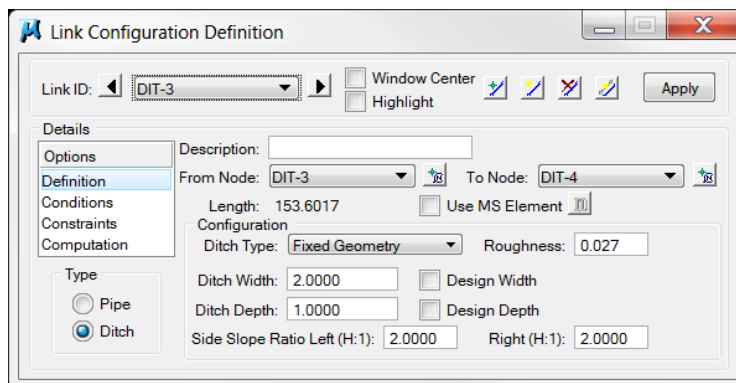 Link Configuration Definition
Link ID: DIT-3 Window Center Apply
Highlight
Details
Options
Definition
Conditions
Constraints
Computation
Type
Pipe
Ditch
Description:
From Node: DIT-3 To Node: DIT-4
Length: 153.6017 Use MS Element
Configuration
Ditch Type: Fixed Geometry Roughness: 0.027
Ditch Width: 2.0000 Design Width
Ditch Depth: 1.0000 Design Depth
Side Slope Ratio Left (H:1): 2.0000 Right (H:1): 2.0000